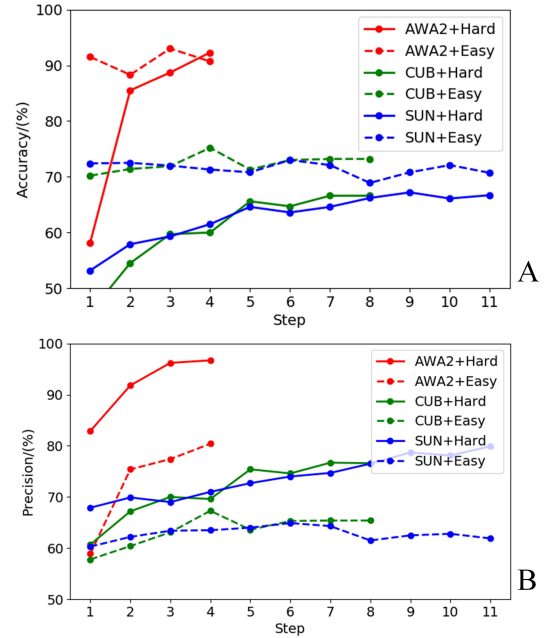 100
90
80
70
60
50
Accuracy/(%)
AWA2+Hard
AWA2+Easy
CUB+Hard
CUB+Easy
SUN+Hard
SUN+Easy
1 2 3 4 5 6 7 8 9 10 11
Step
A
100
90
80
70
60
50
Precision/(%)
AWA2+Hard
AWA2+Easy
CUB+Hard
CUB+Easy
SUN+Hard
SUN+Easy
1 2 3 4 5 6 7 8 9 10 11
Step
B